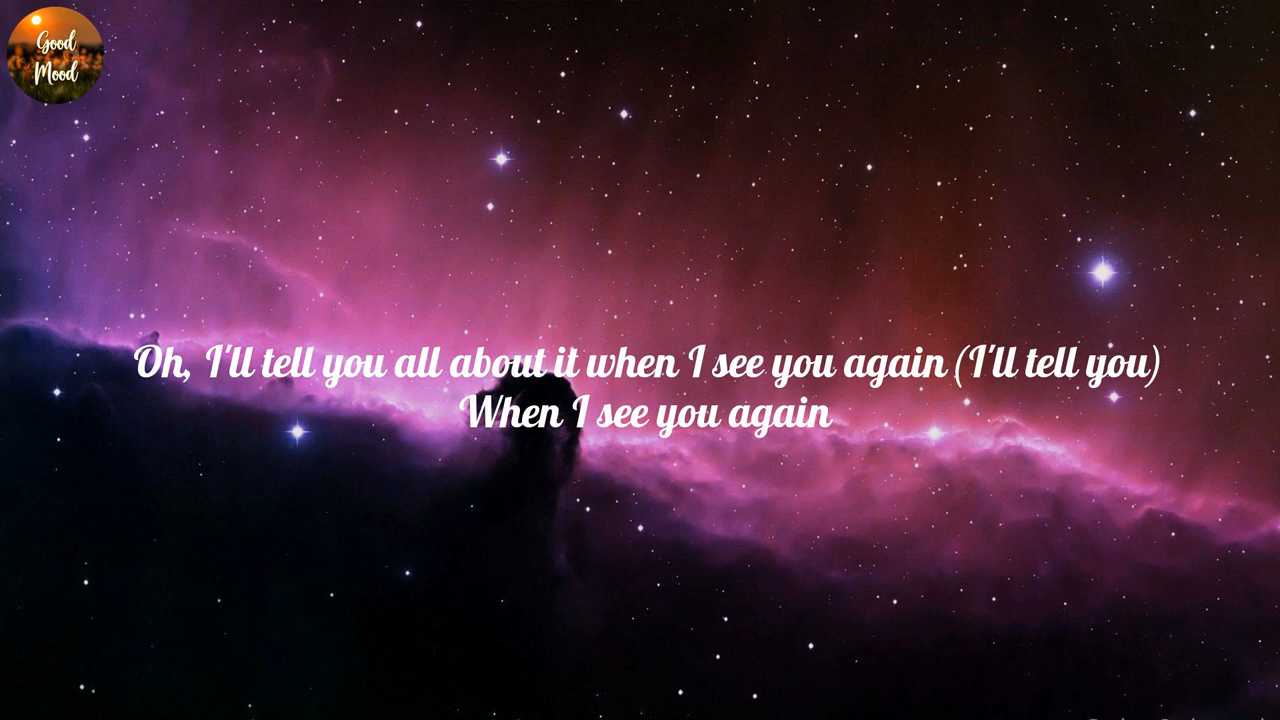 Good
Mood
Oh, I'll tell you all about it when I see you again (I'll tell you)
When I see you again